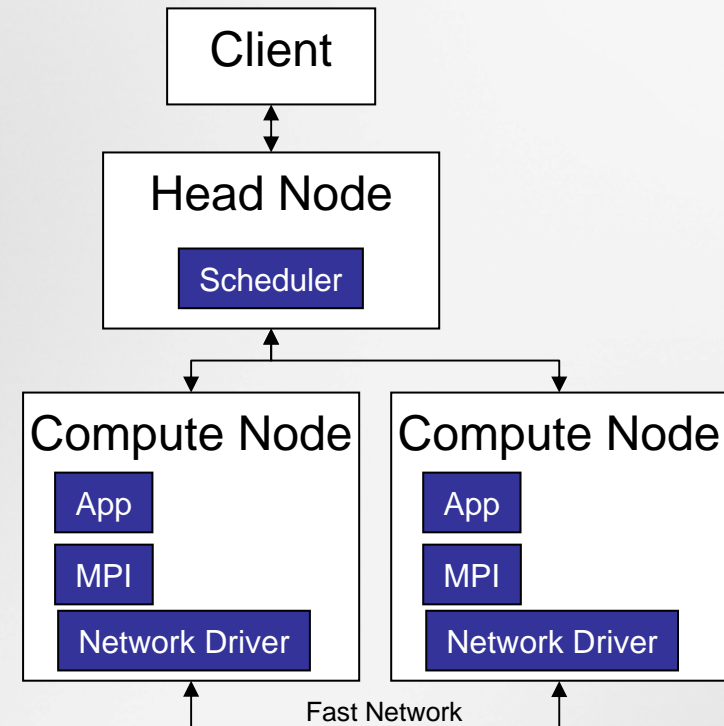 Client
Head Node
Scheduler
Compute Node
App
MPI
Network Driver
Compute Node
App
MPI
Network Driver
Fast Network